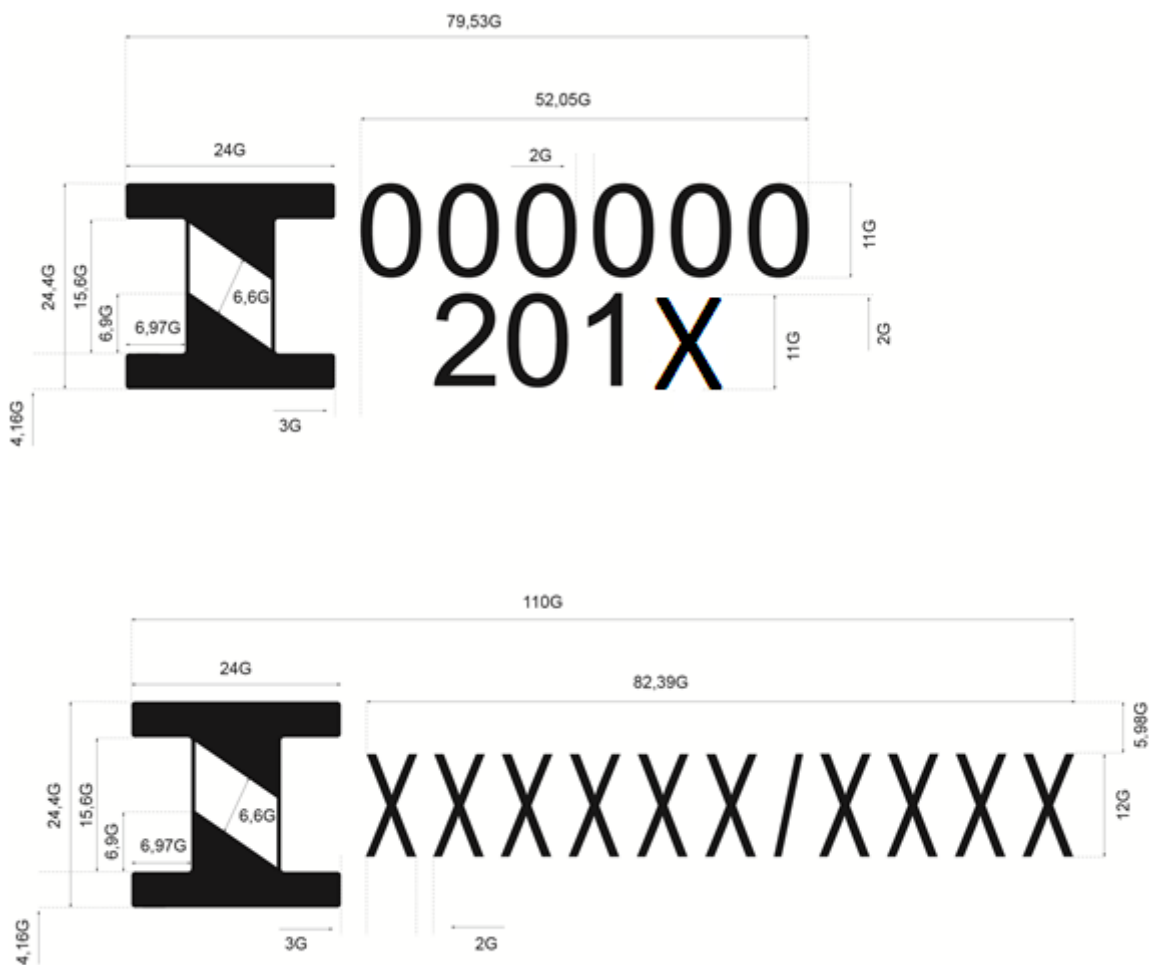 79,53G
52,05G
24G
2G
000000
11G
24,4G
15,6G
6,9G
6,97G
6,6G
201X
11G
2G
4,16G
3G
110G
24G
82,39G
5,98G
24,4G
15,6G
6,9G
6,97G
6,6G
XXXXXX/XXXX
12G
4,16G
3G
2G